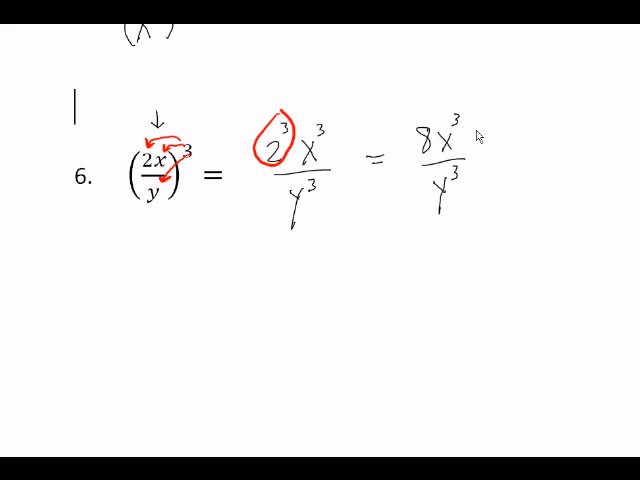 (x )
6. (2x/y)³ = 2³x³/y³ = 8x³/y³